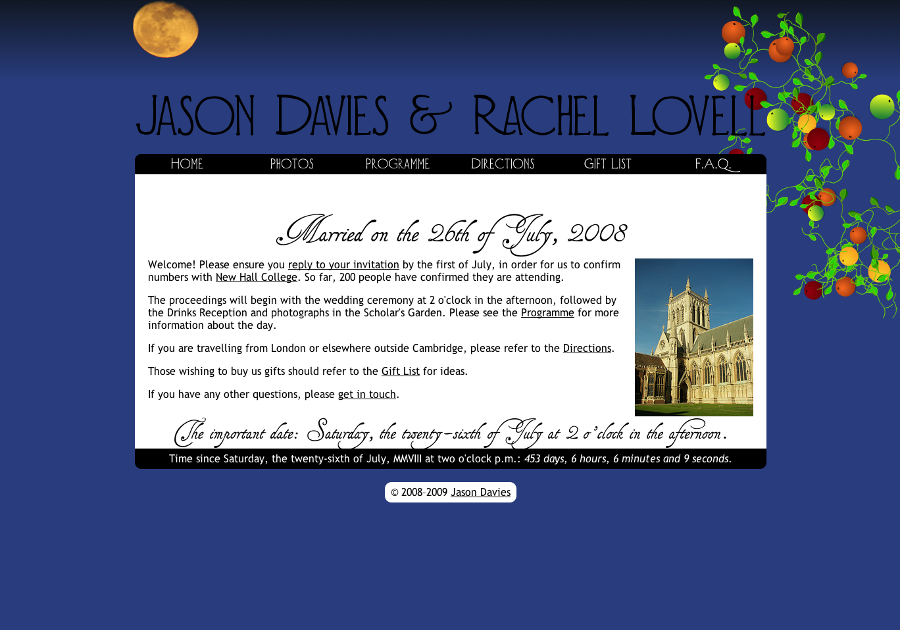 JASON DAVIES & RACHEL LOVELL
HOME PHOTOS PROGRAMME DIRECTIONS GIFT LIST F.A.Q.
Married on the 26th of July, 2008
Welcome! Please ensure you reply to your invitation by the first of July, in order for us to confirm
numbers with New Hall College. So far, 200 people have confirmed they are attending.
The proceedings will begin with the wedding ceremony at 2 o'clock in the afternoon, followed by
the Drinks Reception and photographs in the Scholar's Garden. Please see the Programme for more
information about the day.
If you are travelling from London or elsewhere outside Cambridge, please refer to the Directions.
Those wishing to buy us gifts should refer to the Gift List for ideas.
If you have any other questions, please get in touch.
The important date: Saturday, the twenty-sixth of July at 2 o'clock in the afternoon.
Time since Saturday, the twenty-sixth of July, MMVIII at two o'clock p.m.: 453 days, 6 hours, 6 minutes and 9 seconds.
© 2008-2009 Jason Davies